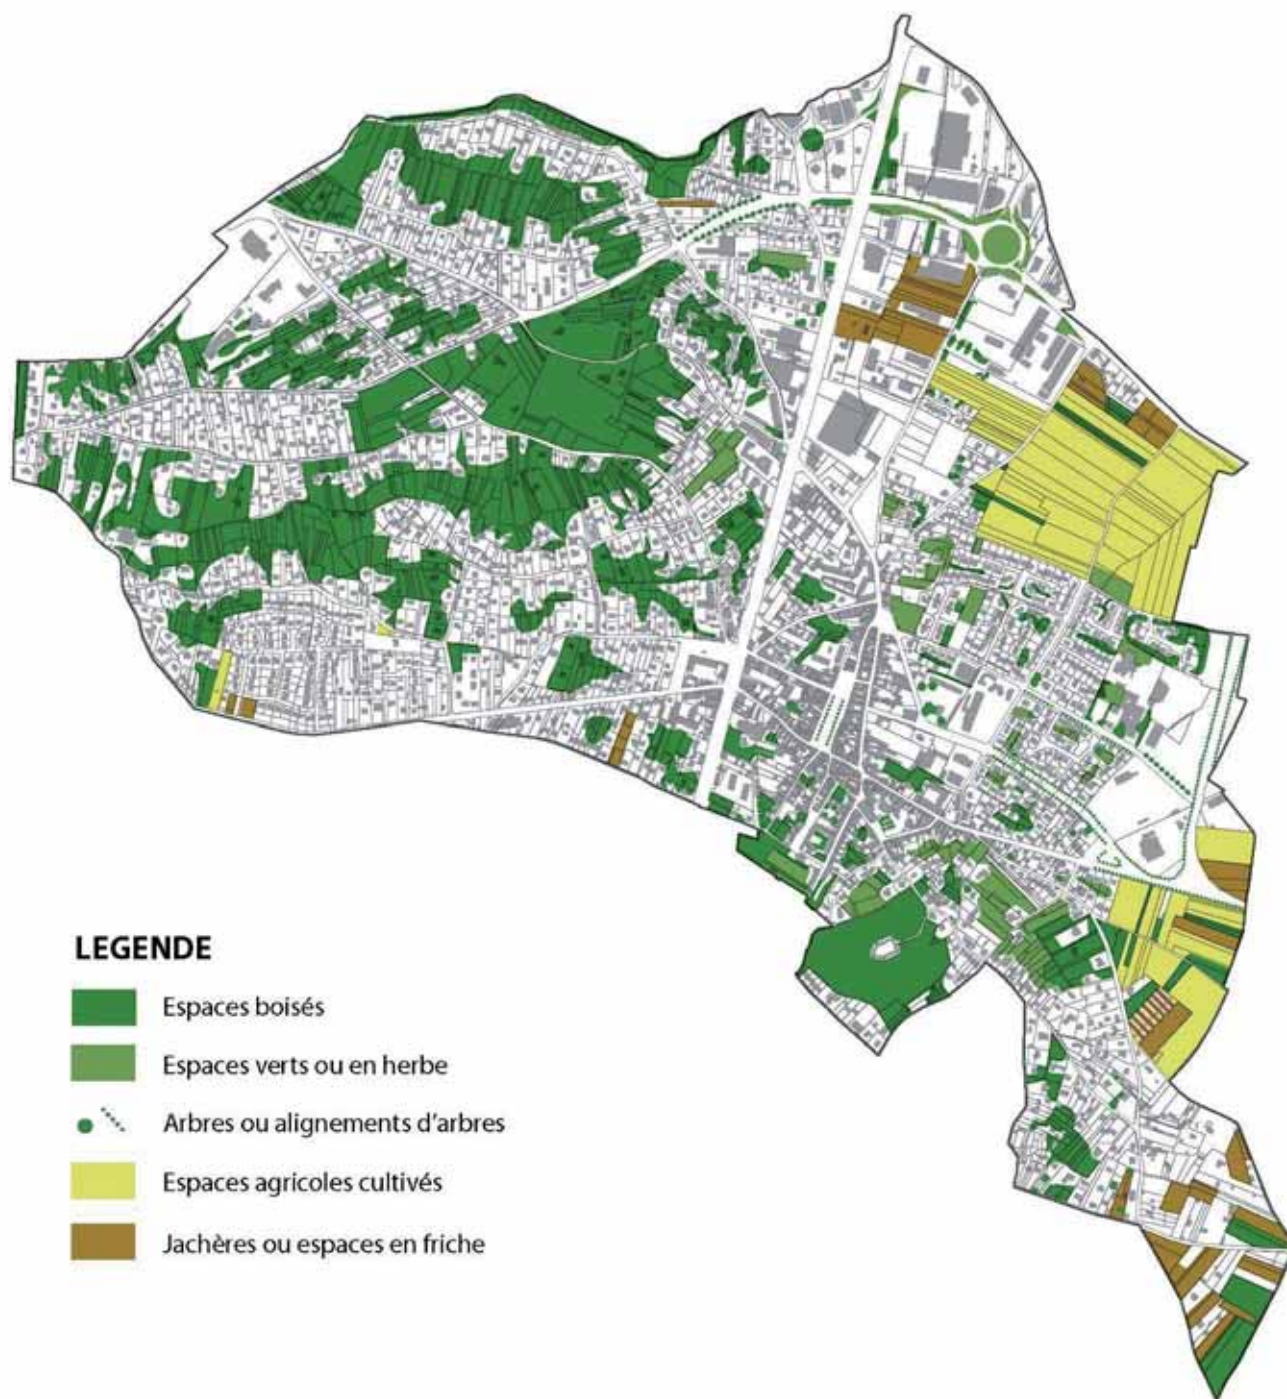 LEGENDE
Espaces boisés
Espaces verts ou en herbe
Arbres ou alignements d'arbres
Espaces agricoles cultivés
Jachères ou espaces en friche